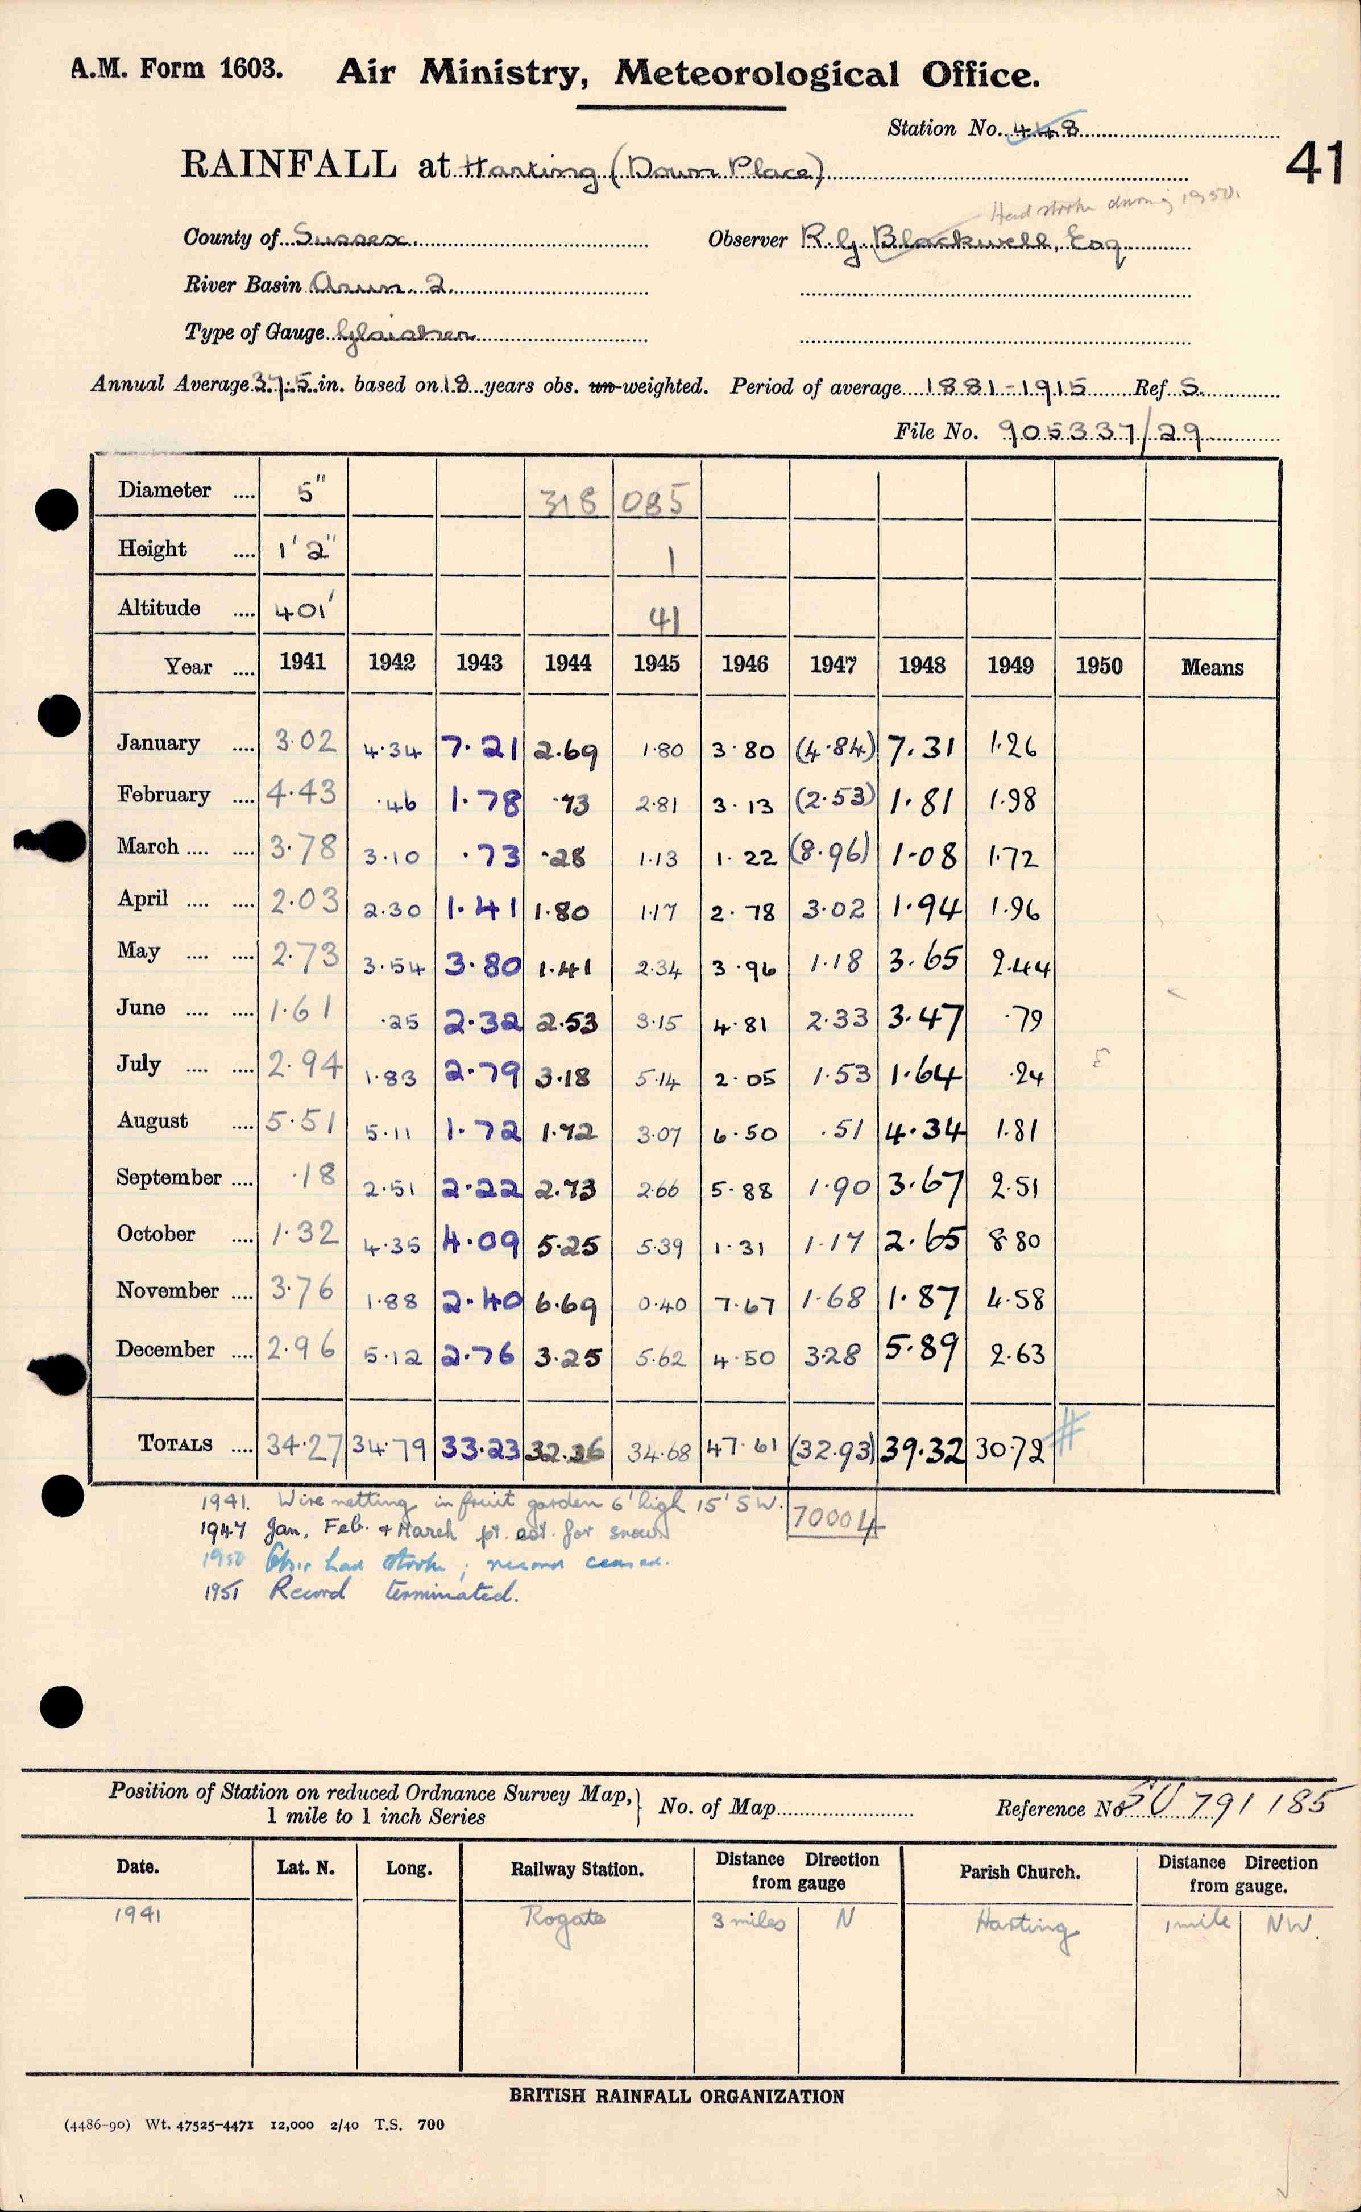 A.M. Form 1603. Air Ministry, Meteorological Office.
Station No. 448
41
RAINFALL at Harting (Down Place)
Had stroke during 1950.
County of Sussex. Observer R. G. Blackwell, Esq
River Basin Arun. 2.
Type of Gauge Glaisher
Annual Average 37.5 in. based on 18 years obs. un-weighted. Period of average 1881-1915 Ref S.
File No. 905337/29
Diameter .... 5" 318 085
Height .... 1' 2" 1
Altitude .... 401' 41
Year .... 1941 1942 1943 1944 1945 1946 1947 1948 1949 1950 Means
January .... 3.02 4.34 7.21 2.69 1.80 3.80 (4.84) 7.31 1.26
February .... 4.43 .46 1.78 .73 2.81 3.13 (2.53) 1.81 1.98
March .... .... 3.78 3.10 .73 .28 1.13 1.22 (8.96) 1.08 1.72
April .... .... 2.03 2.30 1.41 1.80 1.17 2.78 3.02 1.94 1.96
May .... .... 2.73 3.54 3.80 1.41 2.34 3.96 1.18 3.65 2.44
June .... .... 1.61 .25 2.32 2.53 3.15 4.81 2.33 3.47 .79
July .... .... 2.94 1.83 2.79 3.18 5.14 2.05 1.53 1.64 .24
August .... 5.51 5.11 1.72 1.72 3.07 6.50 .51 4.34 1.81
September .... .18 2.51 2.22 2.73 2.66 5.88 1.90 3.67 2.51
October .... 1.32 4.35 4.09 5.25 5.39 1.31 1.17 2.65 8.80
November .... 3.76 1.88 2.40 6.69 0.40 7.67 1.68 1.87 4.58
December .... 2.96 5.12 2.76 3.25 5.62 4.50 3.28 5.89 2.63
TOTALS .... 34.27 34.79 33.23 32.26 34.68 47.61 (32.93) 39.32 30.72 #
1941. Wire netting in fruit garden 6' high 15' SW. 70004
1947 Jan, Feb. + March pt. est. for snow
1950 Obsr had stroke; record ceased.
1951 Record terminated.
Position of Station on reduced Ordnance Survey Map, } No. of Map Reference No SU 791 185
1 mile to 1 inch Series
Date. Lat. N. Long. Railway Station. Distance Direction from gauge Parish Church. Distance Direction from gauge.
1941 Rogate 3 miles N Harting 1 mile NW.
BRITISH RAINFALL ORGANIZATION
(4486-90) Wt. 47525-4471 12,000 2/40 T.S. 700